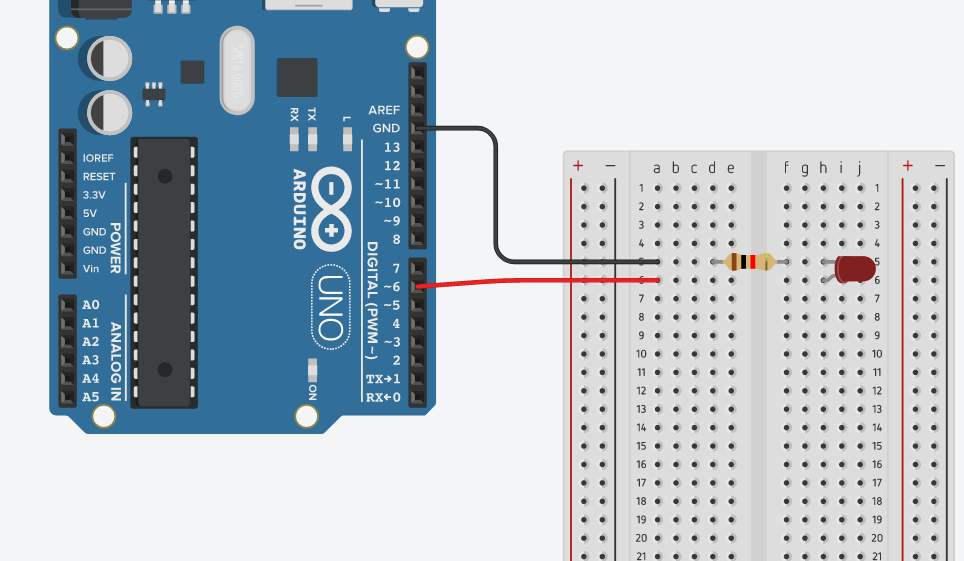 SPK16.000G
RX
TX
L
AREF
GND
13
12
~11
~10
~9
8
7
~6
~5
4
~3
2
TX→1
RX←0
DIGITAL (PWM~)
IOREF
RESET
3.3V
5V
GND
GND
Vin
POWER
A0
A1
A2
A3
A4
A5
ANALOG IN
ARDUINO
UNO
ON
+ − a b c d e f g h i j + −
1 1
2 2
3 3
4 4
5 5
6 6
7 7
8 8
9 9
10 10
11 11
12 12
13 13
14 14
15 15
16 16
17 17
18 18
19 19
20 20
21 21